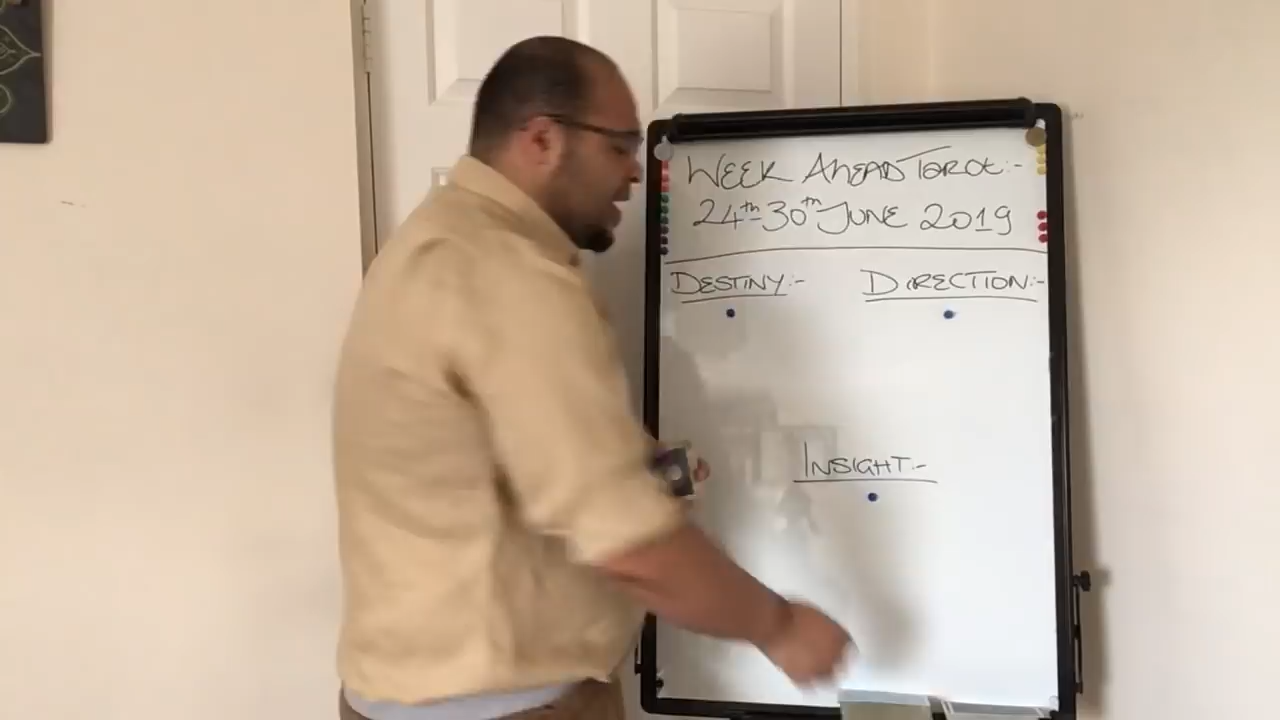 WEEK AHEAD TAROT:-
24th-30th JUNE 2019
DESTINY:- DIRECTION:-
INSIGHT:-